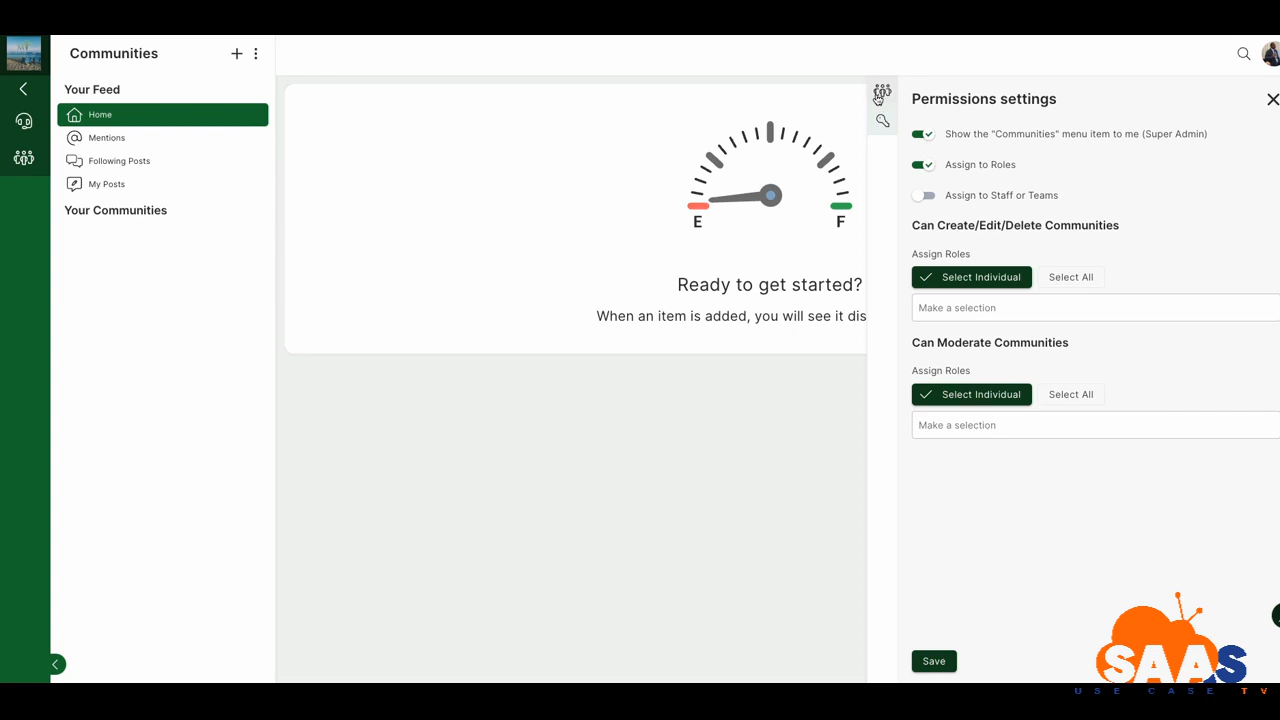 Communities
Your Feed
Home
Mentions
Following Posts
My Posts
Your Communities
E
F
Ready to get started?
When an item is added, you will see it dis
Permissions settings
Show the "Communities" menu item to me (Super Admin)
Assign to Roles
Assign to Staff or Teams
Can Create/Edit/Delete Communities
Assign Roles
Select Individual
Select All
Make a selection
Can Moderate Communities
Assign Roles
Select Individual
Select All
Make a selection
Save
SAAS
USE CASE TV